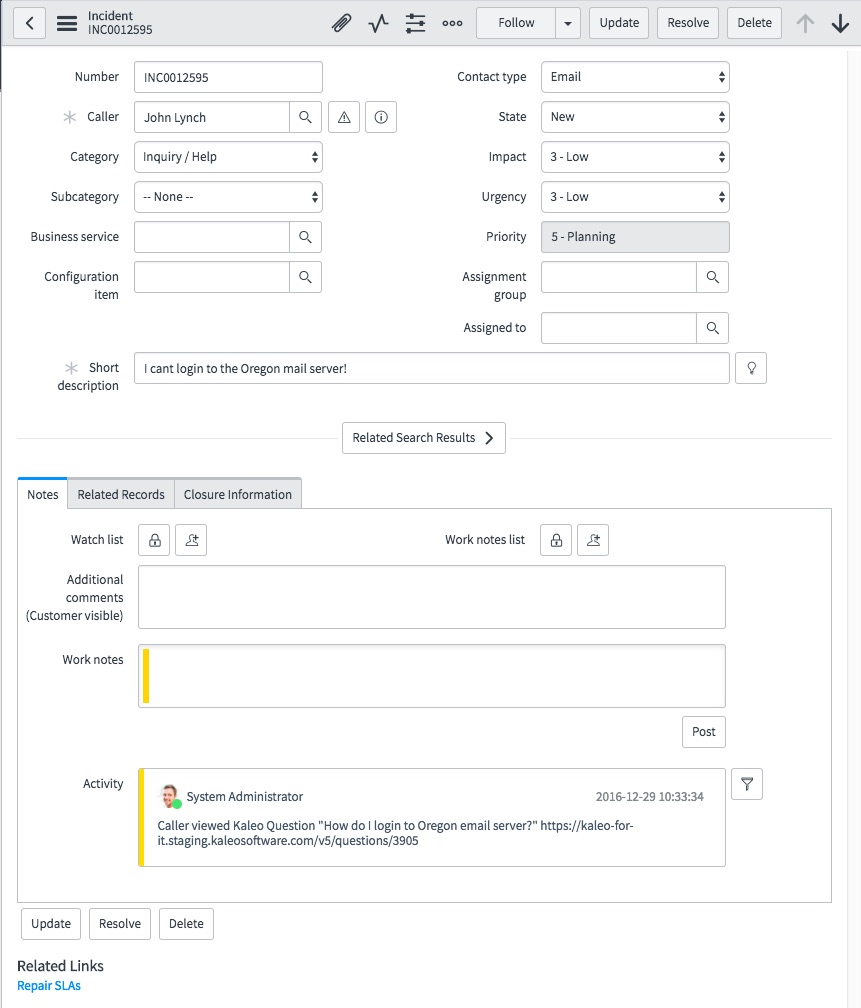 Incident
INC0012595
Follow
Update
Resolve
Delete
Number
INC0012595
Contact type
Email
Caller
John Lynch
State
New
Category
Inquiry / Help
Impact
3 - Low
Subcategory
-- None --
Urgency
3 - Low
Business service
Priority
5 - Planning
Configuration
item
Assignment
group
Assigned to
Short
description
I cant login to the Oregon mail server!
Related Search Results
Notes
Related Records
Closure Information
Watch list
Work notes list
Additional
comments
(Customer visible)
Work notes
Post
Activity
System Administrator
2016-12-29 10:33:34
Caller viewed Kaleo Question "How do I login to Oregon email server?" https://kaleo-for-
it.staging.kaleosoftware.com/v5/questions/3905
Update
Resolve
Delete
Related Links
Repair SLAs